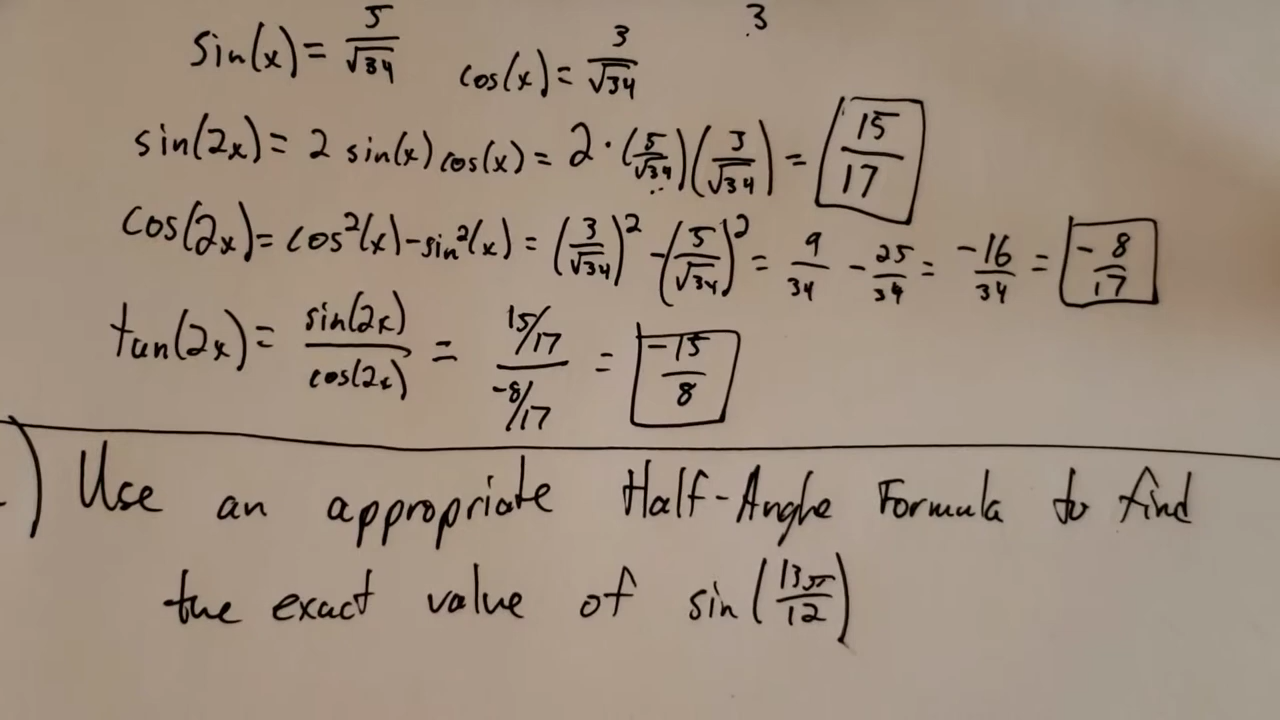 3
sin(x) = 5/√34 cos(x) = 3/√34
sin(2x) = 2 sin(x) cos(x) = 2 · (5/√34)(3/√34) = 15/17
cos(2x) = cos²(x) - sin²(x) = (3/√34)² - (5/√34)² = 9/34 - 25/34 = -16/34 = -8/17
tan(2x) = sin(2x)/cos(2x) = (15/17)/(-8/17) = -15/8
) Use an appropriate Half-Angle Formula to find
the exact value of sin(13π/12)